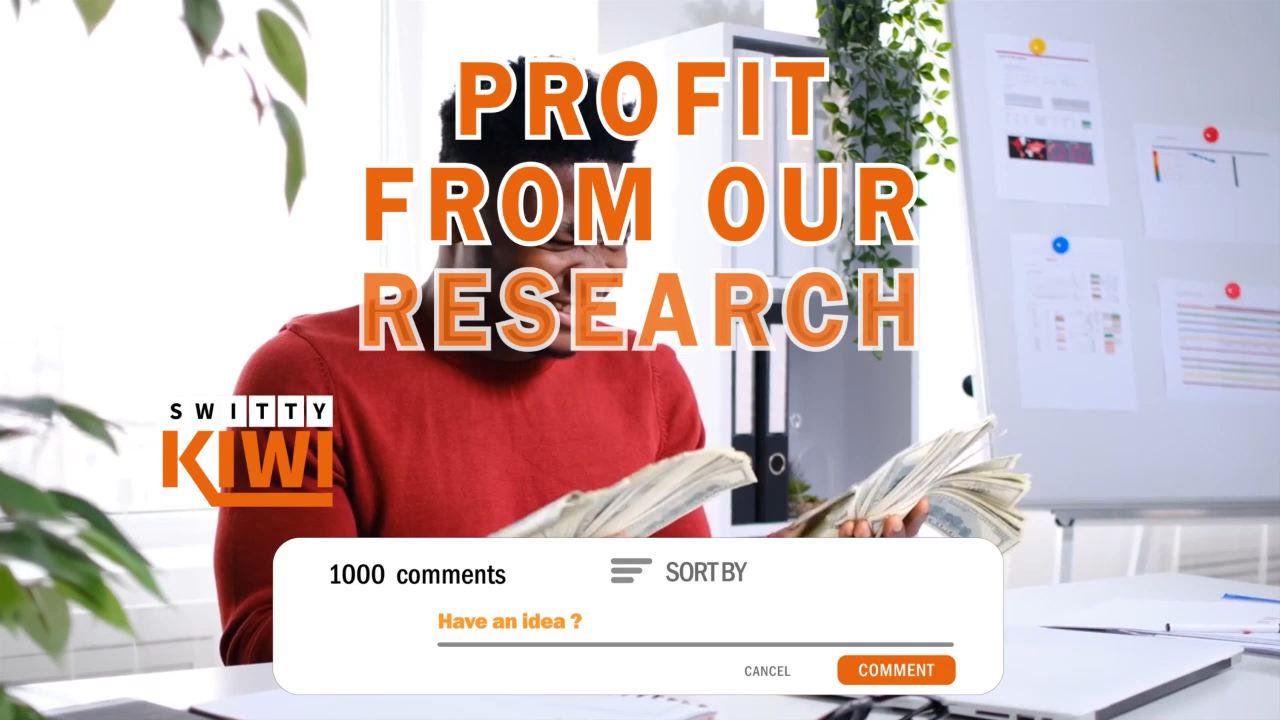 PROFIT
FROM OUR
RESEARCH
SWITTY
KIWI
1000 comments
SORT BY
Have an idea ?
CANCEL
COMMENT